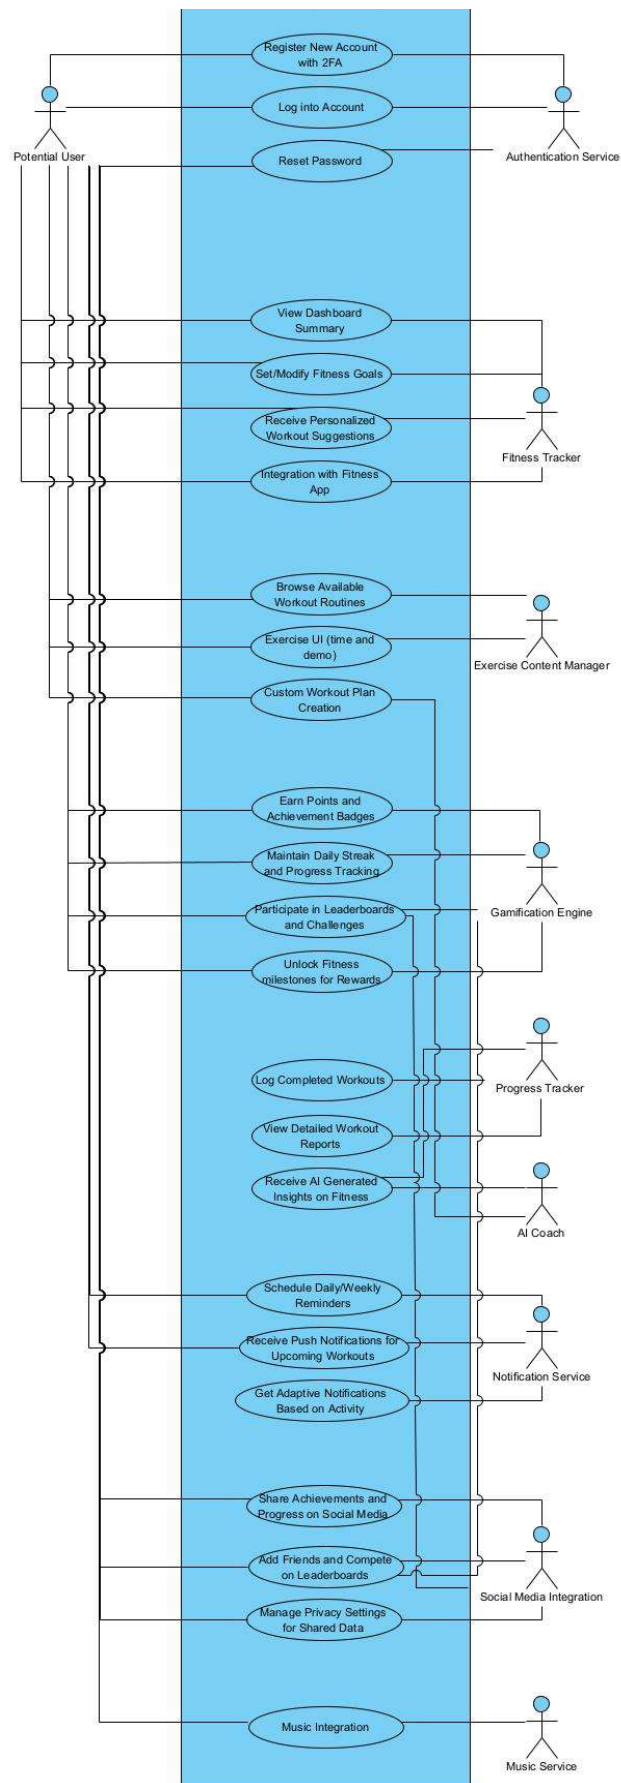 Register New Account
with 2FA
Log into Account
Potential User
Reset Password
Authentication Service
View Dashboard
Summary
Set/Modify Fitness Goals
Receive Personalized
Workout Suggestions
Fitness Tracker
Integration with Fitness
App
Browse Available
Workout Routines
Exercise UI (time and
demo)
Exercise Content Manager
Custom Workout Plan
Creation
Earn Points and
Achievement Badges
Maintain Daily Streak
and Progress Tracking
Participate in Leaderboards
and Challenges
Gamification Engine
Unlock Fitness
milestones for Rewards
Log Completed Workouts
Progress Tracker
View Detailed Workout
Reports
Receive AI Generated
Insights on Fitness
AI Coach
Schedule Daily/Weekly
Reminders
Receive Push Notifications for
Upcoming Workouts
Notification Service
Get Adaptive Notifications
Based on Activity
Share Achievements and
Progress on Social Media
Add Friends and Compete
on Leaderboards
Social Media Integration
Manage Privacy Settings
for Shared Data
Music Integration
Music Service